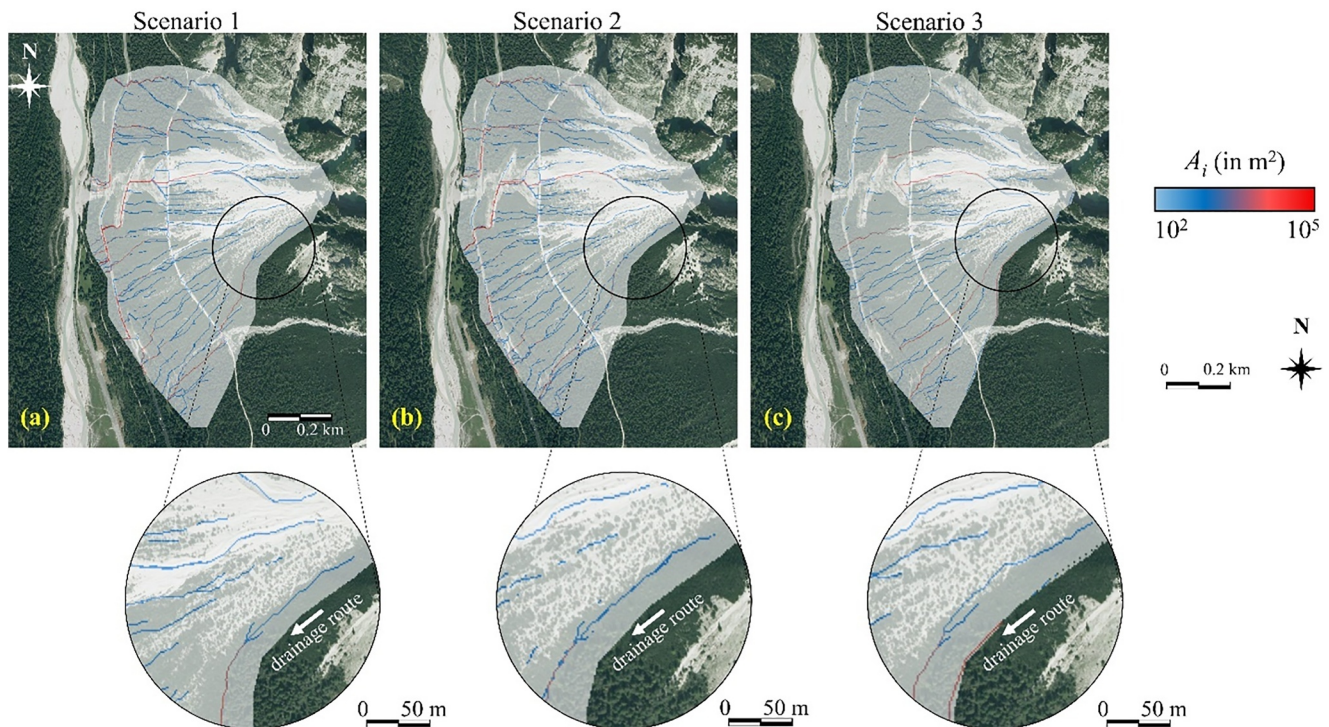 Scenario 1
Scenario 2
Scenario 3
N
A_i (in m²)
10² 10⁵
N
0 0.2 km
(a)
0 0.2 km
(b)
(c)
drainage route
drainage route
drainage route
0 50 m
0 50 m
0 50 m